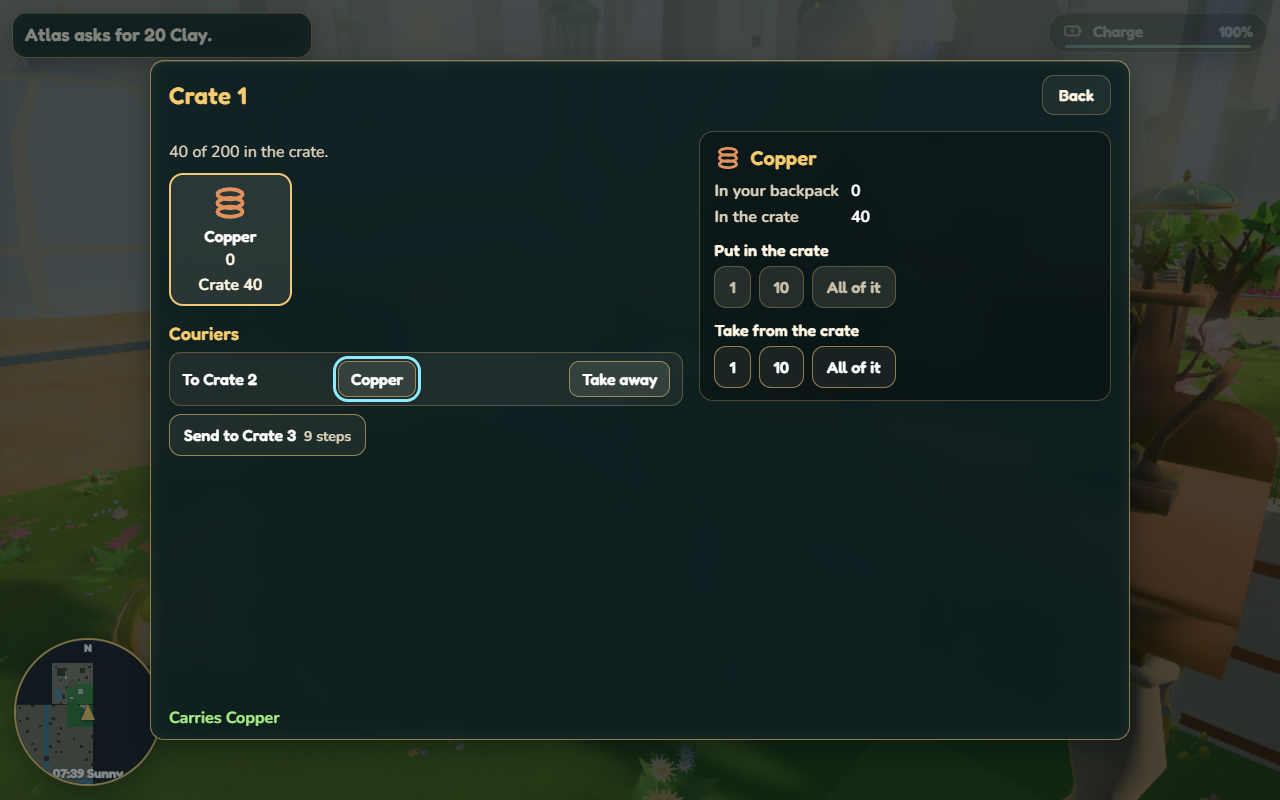 Atlas asks for 20 Clay.
Charge 100%
Crate 1
Back
40 of 200 in the crate.
Copper
0
Crate 40
Couriers
To Crate 2 Copper Take away
Send to Crate 3 9 steps
Carries Copper
Copper
In your backpack 0
In the crate 40
Put in the crate
1 10 All of it
Take from the crate
1 10 All of it
N
07:39 Sunny